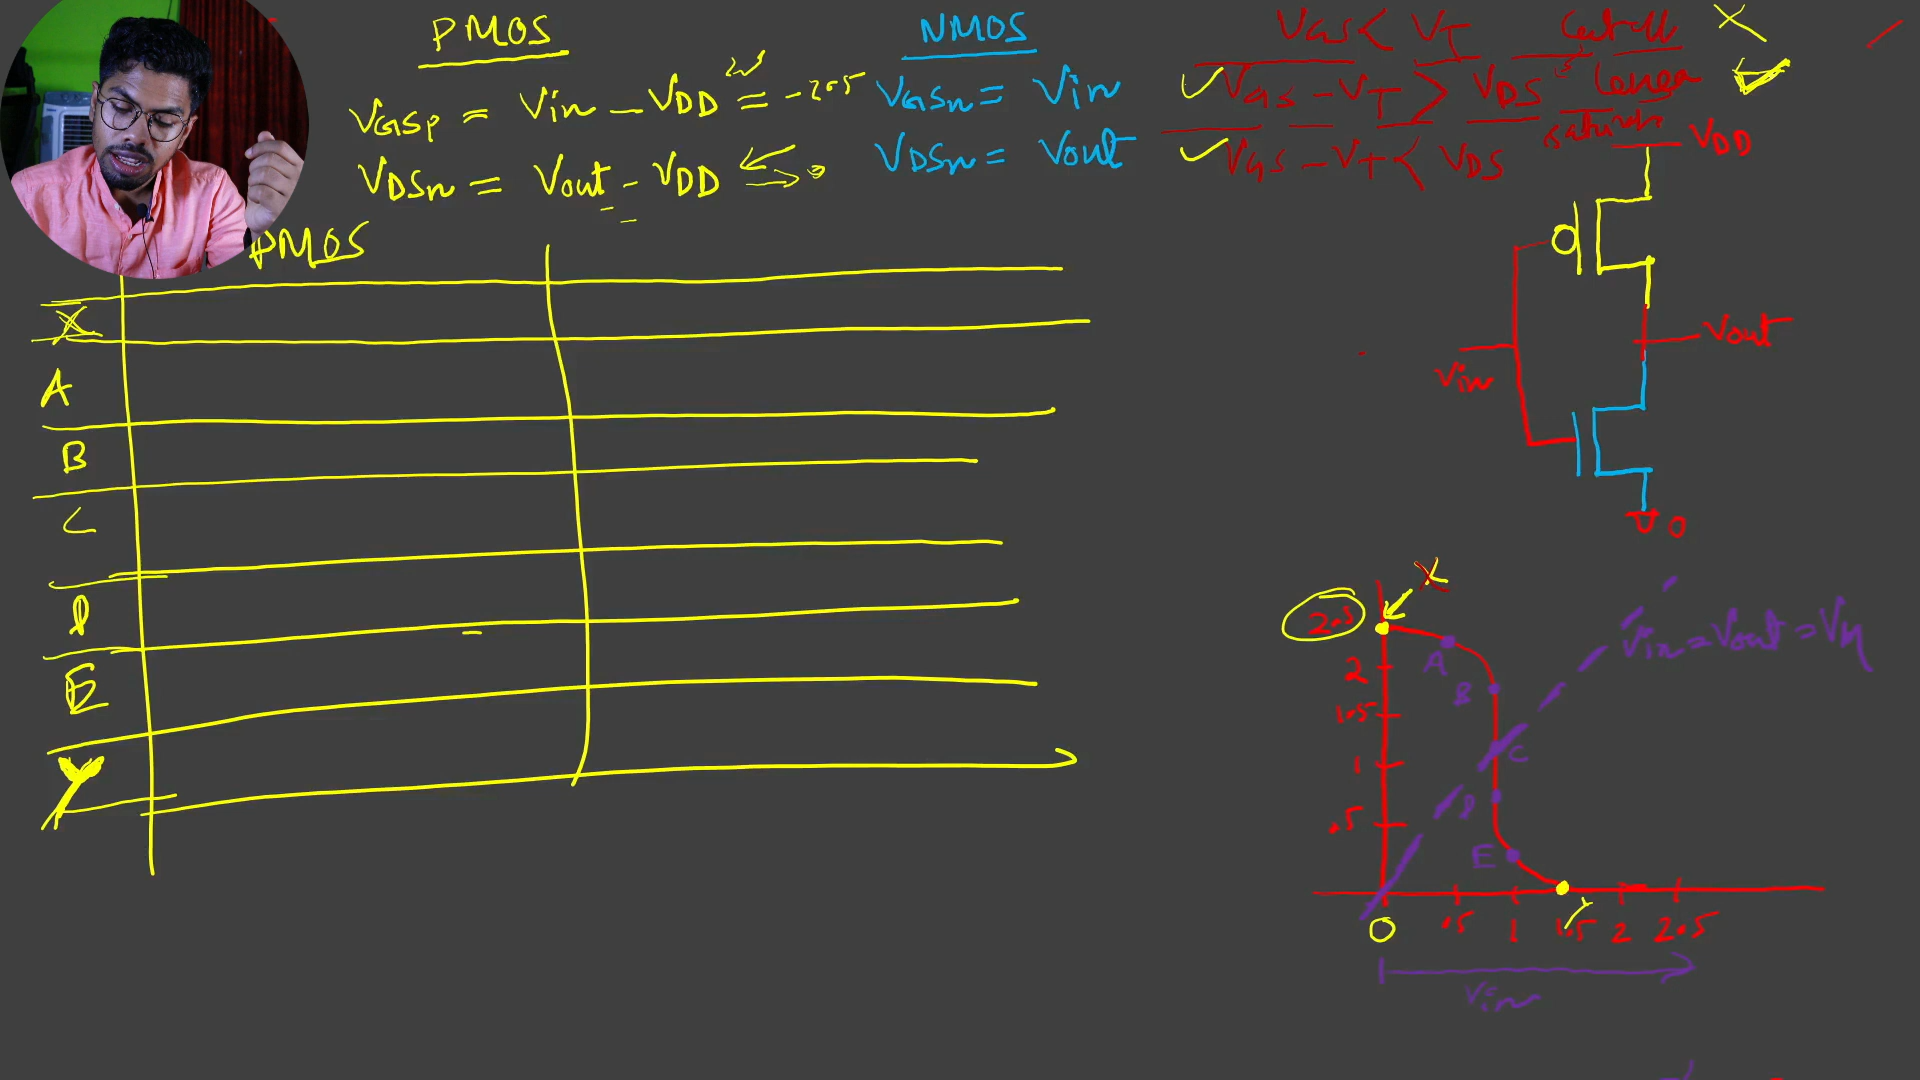 PMOS
VGSp = Vin - VDD = -2.5
VDSn = Vout - VDD → 0
NMOS
VGSn = Vin
VDSn = Vout
VGS < VT Cutoff X
✓ VGS - VT > VDS linear ✓
✓ VGS - VT < VDS saturn
PMOS
X
A
B
C
D
E
Y
VDD
Vout
Vin
0
X
2.5
2
1.5
1
.5
A
B
C
D
E
Vin = Vout = VM
Y
0 .5 1 1.5 2 2.5
Vin